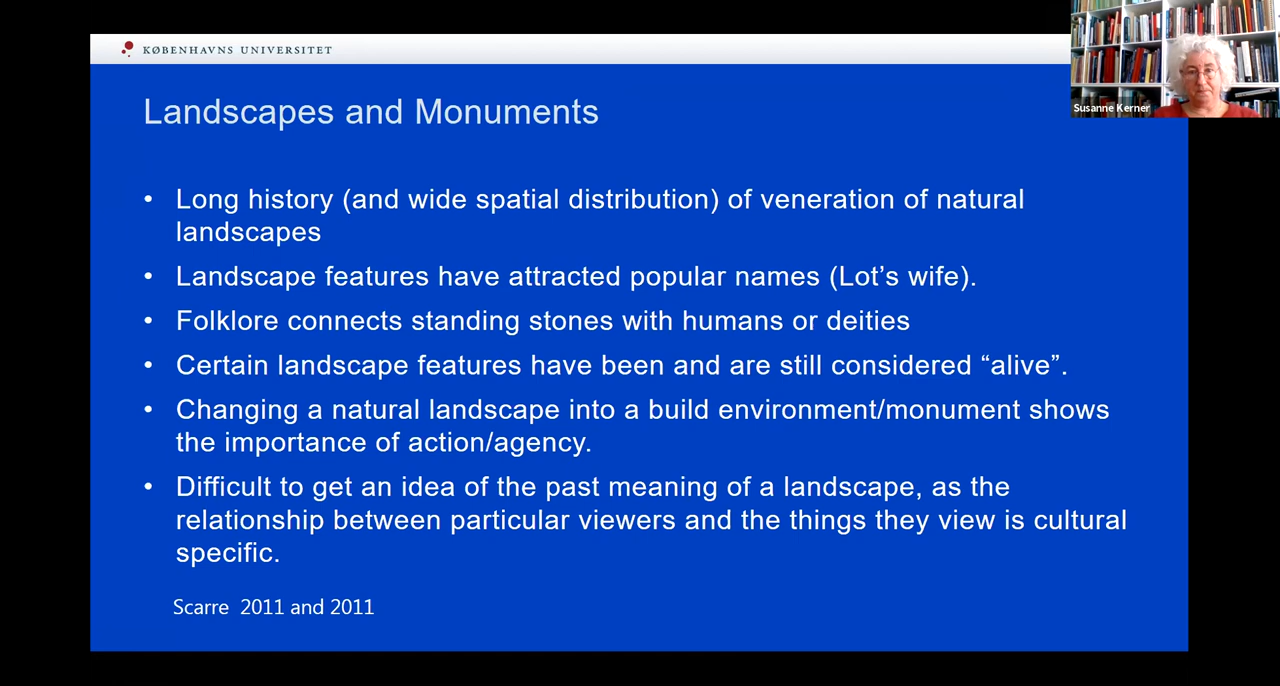 KØBENHAVNS UNIVERSITET
Susanne Kerner
Landscapes and Monuments
• Long history (and wide spatial distribution) of veneration of natural
landscapes
• Landscape features have attracted popular names (Lot’s wife).
• Folklore connects standing stones with humans or deities
• Certain landscape features have been and are still considered “alive”.
• Changing a natural landscape into a build environment/monument shows
the importance of action/agency.
• Difficult to get an idea of the past meaning of a landscape, as the
relationship between particular viewers and the things they view is cultural
specific.
Scarre 2011 and 2011